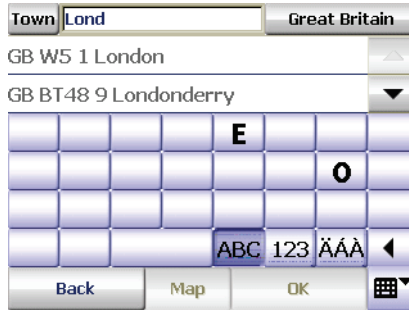 Town Lond Great Britain
GB W5 1 London
GB BT48 9 Londonderry
E
O
ABC 123 ÄÁÀ
Back Map OK